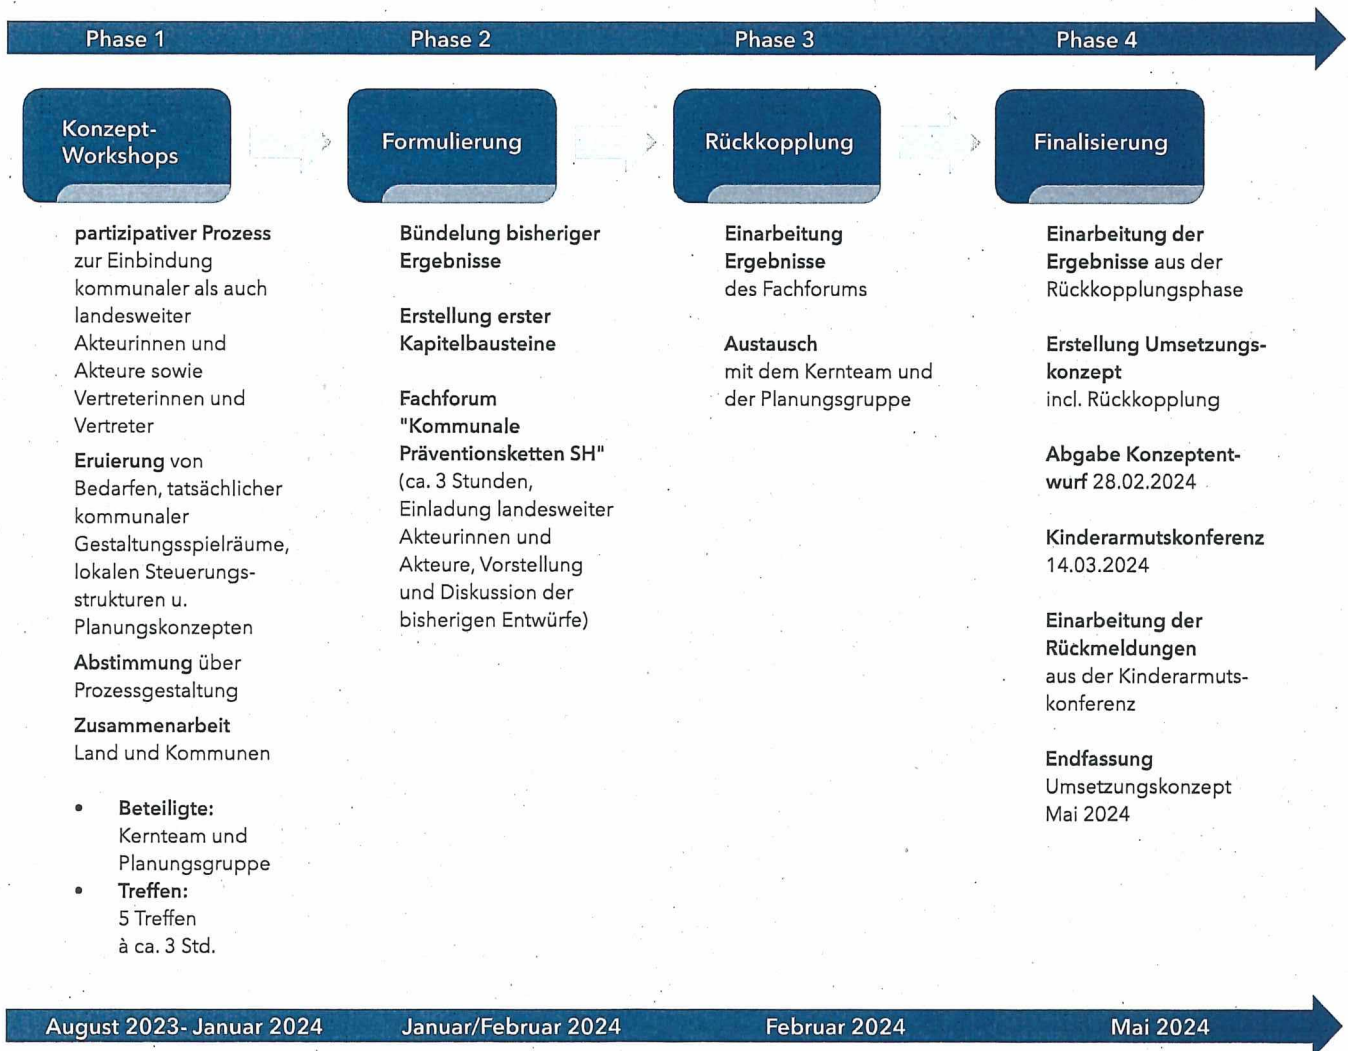 Phase 1
Phase 2
Phase 3
Phase 4
Konzept-
Workshops
Formulierung
Rückkopplung
Finalisierung
partizipativer Prozess
zur Einbindung
kommunaler als auch
landesweiter
Akteurinnen und
Akteure sowie
Vertreterinnen und
Vertreter
Eruierung von
Bedarfen, tatsächlicher
kommunaler
Gestaltungsspielräume,
lokalen Steuerungs-
strukturen u.
Planungskonzepten
Abstimmung über
Prozessgestaltung
Zusammenarbeit
Land und Kommunen
• Beteiligte:
Kernteam und
Planungsgruppe
• Treffen:
5 Treffen
à ca. 3 Std.
Bündelung bisheriger
Ergebnisse
Erstellung erster
Kapitelbausteine
Fachforum
"Kommunale
Präventionsketten SH"
(ca. 3 Stunden,
Einladung landesweiter
Akteurinnen und
Akteure, Vorstellung
und Diskussion der
bisherigen Entwürfe)
Einarbeitung
Ergebnisse
des Fachforums
Austausch
mit dem Kernteam und
der Planungsgruppe
Einarbeitung der
Ergebnisse aus der
Rückkopplungsphase
Erstellung Umsetzungs-
konzept
incl. Rückkopplung
Abgabe Konzeptent-
wurf 28.02.2024
Kinderarmutskonferenz
14.03.2024
Einarbeitung der
Rückmeldungen
aus der Kinderarmuts-
konferenz
Endfassung
Umsetzungskonzept
Mai 2024
August 2023- Januar 2024
Januar/Februar 2024
Februar 2024
Mai 2024